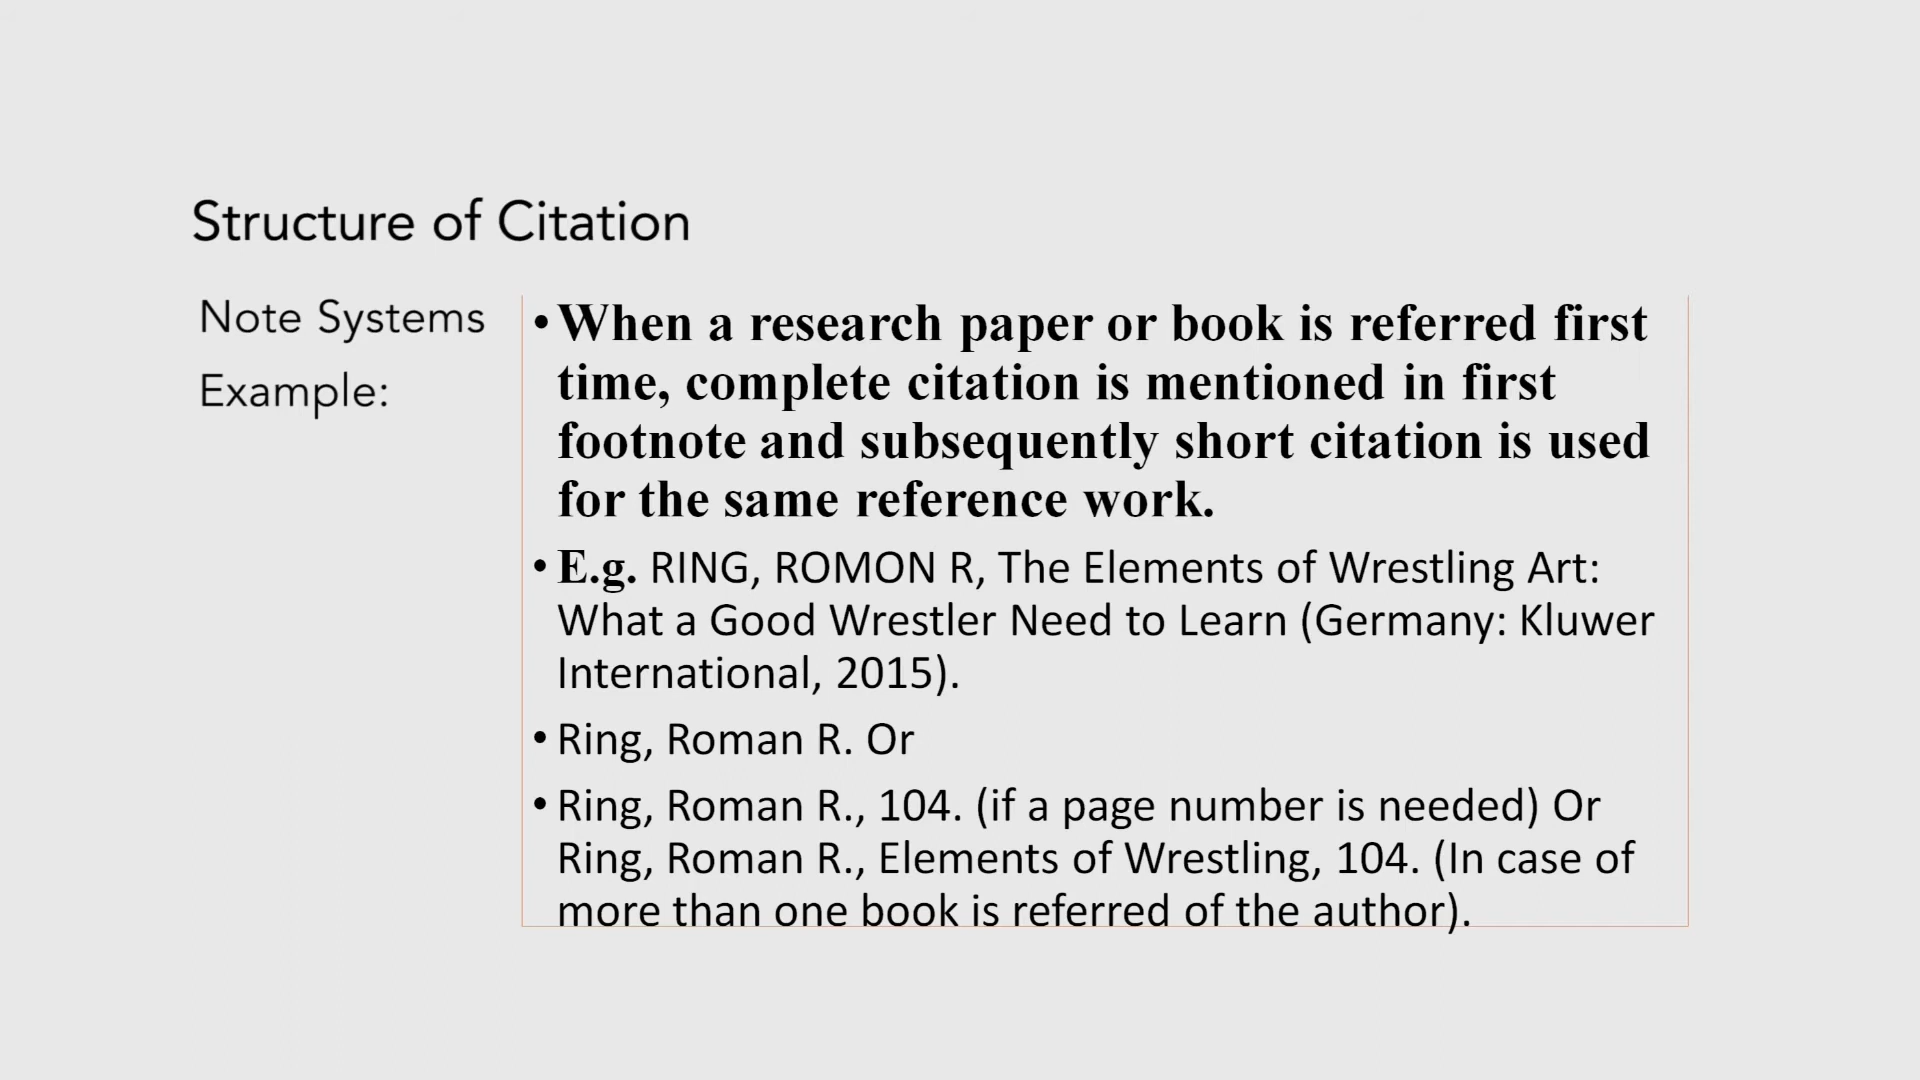 Structure of Citation
Note Systems
Example:
• When a research paper or book is referred first
time, complete citation is mentioned in first
footnote and subsequently short citation is used
for the same reference work.
• E.g. RING, ROMON R, The Elements of Wrestling Art:
What a Good Wrestler Need to Learn (Germany: Kluwer
International, 2015).
• Ring, Roman R. Or
• Ring, Roman R., 104. (if a page number is needed) Or
Ring, Roman R., Elements of Wrestling, 104. (In case of
more than one book is referred of the author).